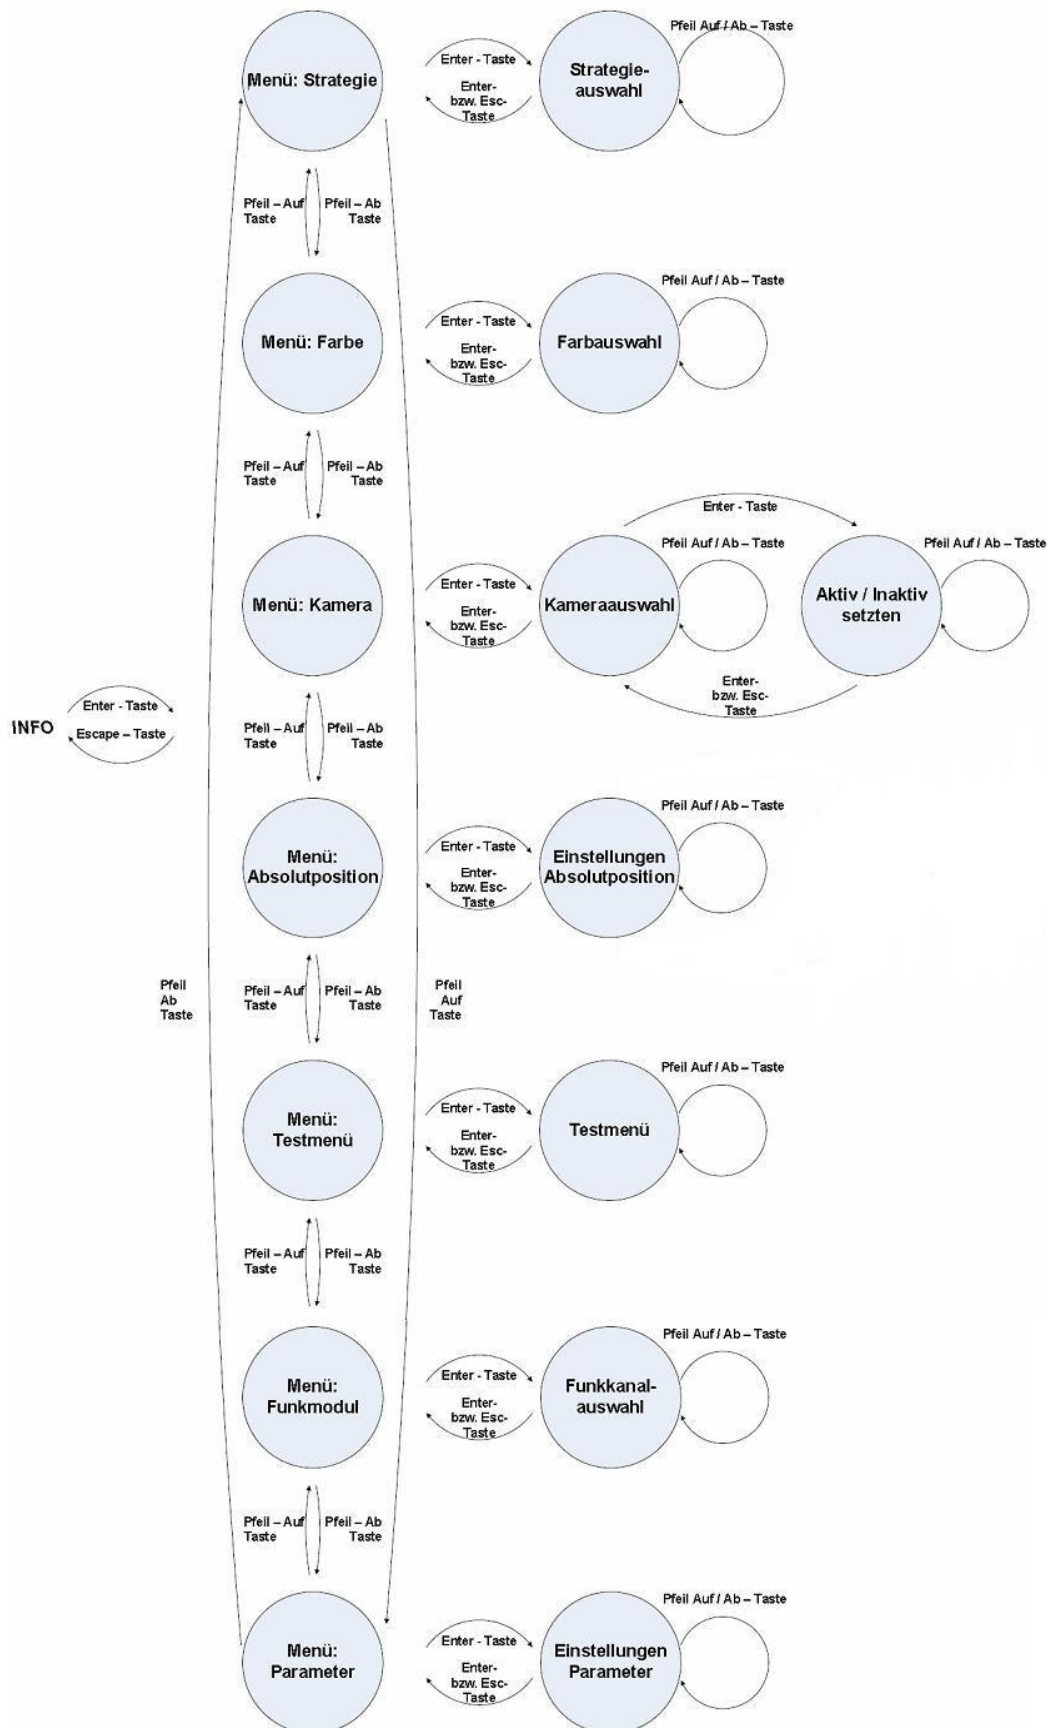 Pfeil Auf / Ab – Taste
Menü: Strategie
Enter - Taste
Enter-
bzw. Esc-
Taste
Strategie-
auswahl
Pfeil – Auf
Taste
Pfeil – Ab
Taste
Pfeil Auf / Ab – Taste
Menü: Farbe
Enter - Taste
Enter-
bzw. Esc-
Taste
Farbauswahl
Pfeil – Auf
Taste
Pfeil – Ab
Taste
Enter - Taste
Pfeil Auf / Ab – Taste
Pfeil Auf / Ab – Taste
Menü: Kamera
Enter - Taste
Enter-
bzw. Esc-
Taste
Kameraauswahl
Aktiv / Inaktiv
setzten
Enter-
bzw. Esc-
Taste
INFO
Enter - Taste
Escape – Taste
Pfeil – Auf
Taste
Pfeil – Ab
Taste
Pfeil Auf / Ab – Taste
Menü:
Absolutposition
Enter - Taste
Enter-
bzw. Esc-
Taste
Einstellungen
Absolutposition
Pfeil
Ab
Taste
Pfeil – Auf
Taste
Pfeil – Ab
Taste
Pfeil
Auf
Taste
Pfeil Auf / Ab – Taste
Menü:
Testmenü
Enter - Taste
Enter-
bzw. Esc-
Taste
Testmenü
Pfeil – Auf
Taste
Pfeil – Ab
Taste
Pfeil Auf / Ab – Taste
Menü:
Funkmodul
Enter - Taste
Enter-
bzw. Esc-
Taste
Funkkanal-
auswahl
Pfeil – Auf
Taste
Pfeil – Ab
Taste
Pfeil Auf / Ab – Taste
Menü:
Parameter
Enter - Taste
Enter-
bzw. Esc-
Taste
Einstellungen
Parameter